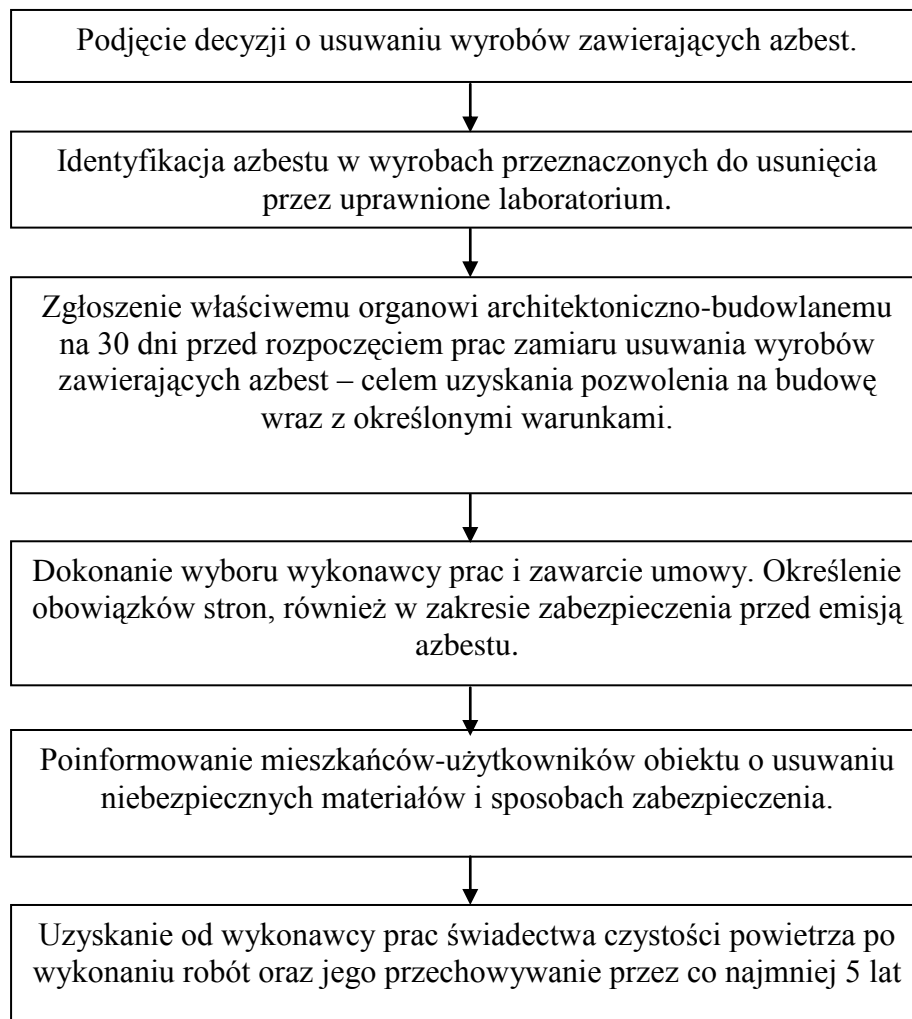 Podjęcie decyzji o usuwaniu wyrobów zawierających azbest.
Identyfikacja azbestu w wyrobach przeznaczonych do usunięcia
przez uprawnione laboratorium.
Zgłoszenie właściwemu organowi architektoniczno-budowlanemu
na 30 dni przed rozpoczęciem prac zamiaru usuwania wyrobów
zawierających azbest – celem uzyskania pozwolenia na budowę
wraz z określonymi warunkami.
Dokonanie wyboru wykonawcy prac i zawarcie umowy. Określenie
obowiązków stron, również w zakresie zabezpieczenia przed emisją
azbestu.
Poinformowanie mieszkańców-użytkowników obiektu o usuwaniu
niebezpiecznych materiałów i sposobach zabezpieczenia.
Uzyskanie od wykonawcy prac świadectwa czystości powietrza po
wykonaniu robót oraz jego przechowywanie przez co najmniej 5 lat